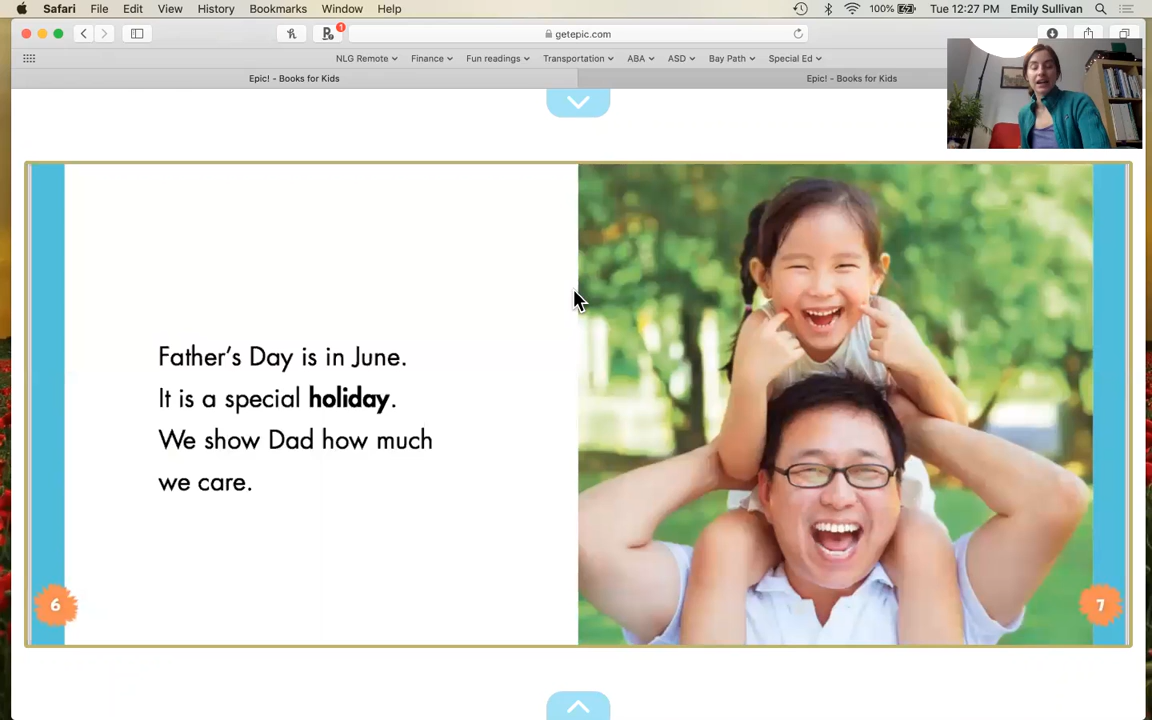 Safari File Edit View History Bookmarks Window Help 100% Tue 12:27 PM Emily Sullivan
1
getepic.com
NLG Remote Finance Fun readings Transportation ABA ASD Bay Path Special Ed
Epic! - Books for Kids Epic! - Books for Kids
Father's Day is in June.
It is a special holiday.
We show Dad how much
we care.
6 7